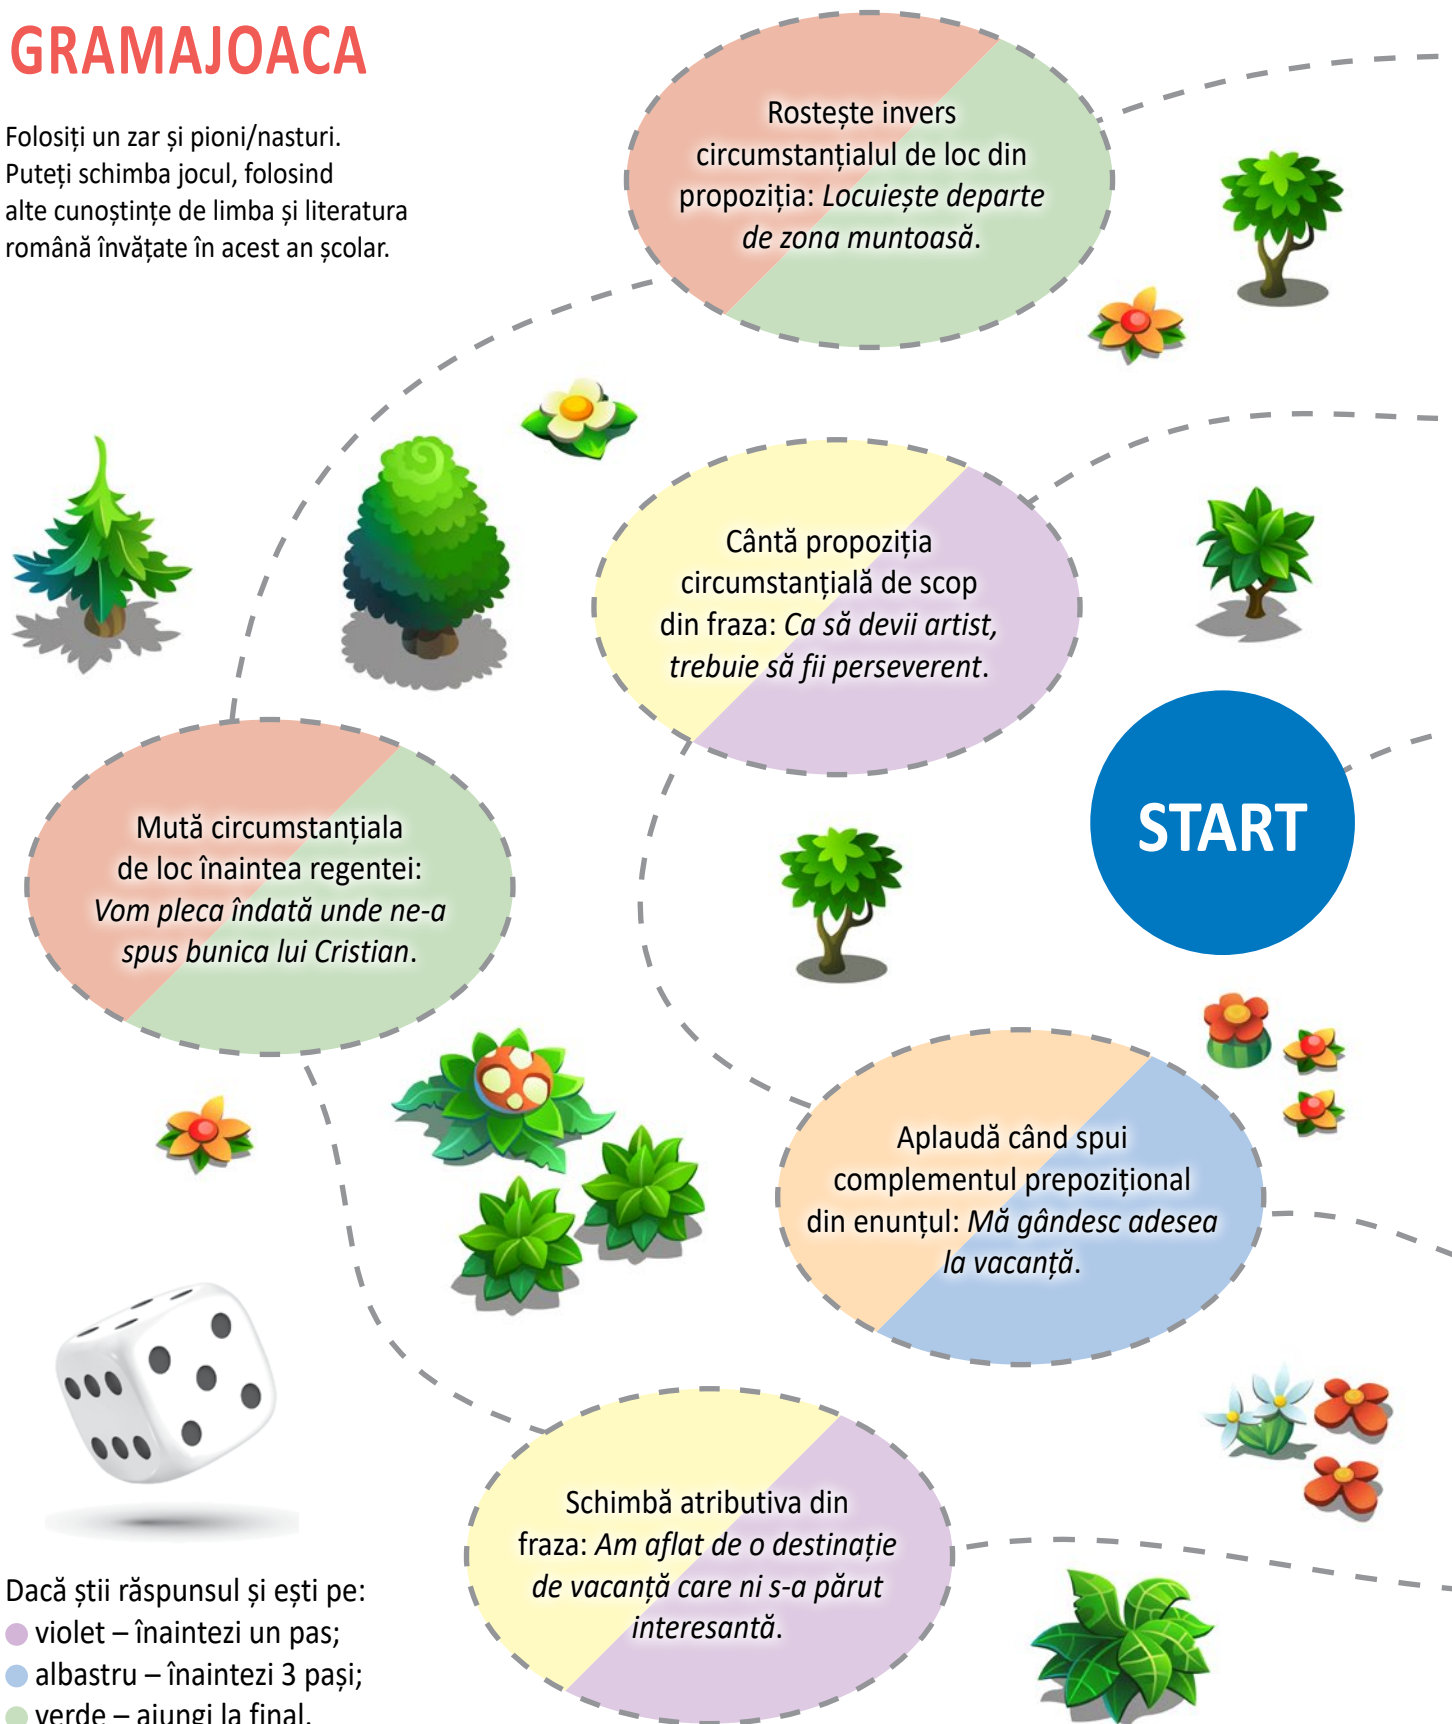 GRAMAJOACA
Folosiți un zar și pioni/nasturi.
Puteți schimba jocul, folosind
alte cunoștințe de limba și literatura
română învățate în acest an școlar.
Rostește invers
circumstanțialul de loc din
propoziția: Locuiește departe
de zona muntoasă.
Cântă propoziția
circumstanțială de scop
din fraza: Ca să devii artist,
trebuie să fii perseverent.
START
Mută circumstanțiala
de loc înaintea regentei:
Vom pleca îndată unde ne-a
spus bunica lui Cristian.
Aplaudă când spui
complementul prepozițional
din enunțul: Mă gândesc adesea
la vacanță.
Schimbă atributiva din
fraza: Am aflat de o destinație
de vacanță care ni s-a părut
interesantă.
Dacă știi răspunsul și ești pe:
violet – înaintezi un pas;
albastru – înaintezi 3 pași;
verde – ajungi la final.